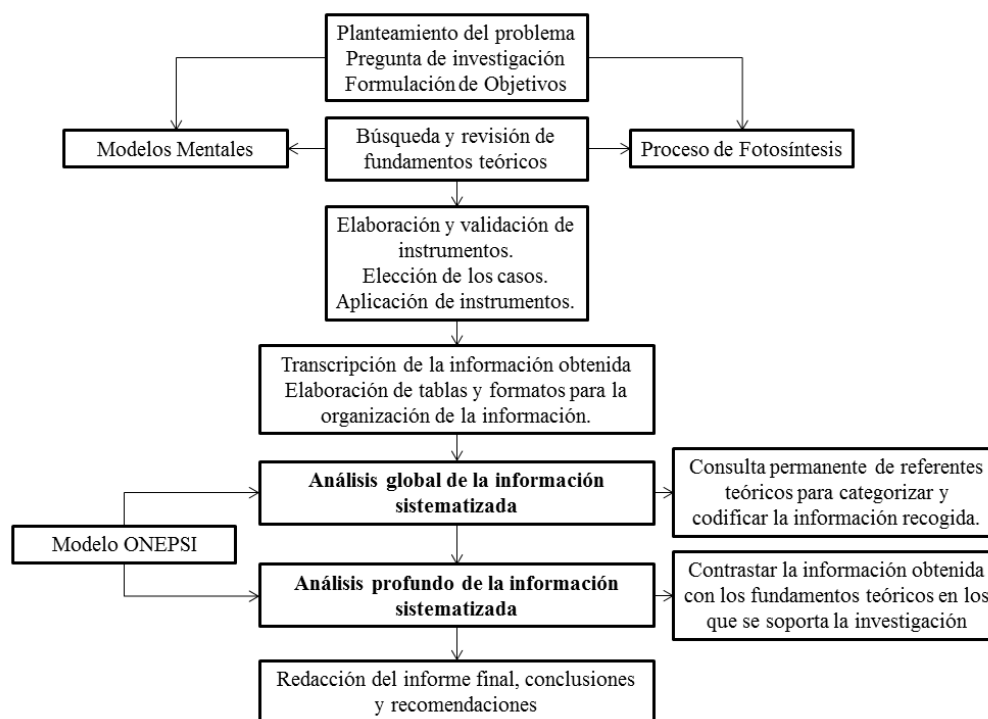 Planteamiento del problema
Pregunta de investigación
Formulación de Objetivos
Modelos Mentales
Búsqueda y revisión de
fundamentos teóricos
Proceso de Fotosíntesis
Elaboración y validación de
instrumentos.
Elección de los casos.
Aplicación de instrumentos.
Transcripción de la información obtenida
Elaboración de tablas y formatos para la
organización de la información.
Análisis global de la información
sistematizada
Consulta permanente de referentes
teóricos para categorizar y
codificar la información recogida.
Modelo ONEPSI
Análisis profundo de la información
sistematizada
Contrastar la información obtenida
con los fundamentos teóricos en los
que se soporta la investigación
Redacción del informe final, conclusiones
y recomendaciones